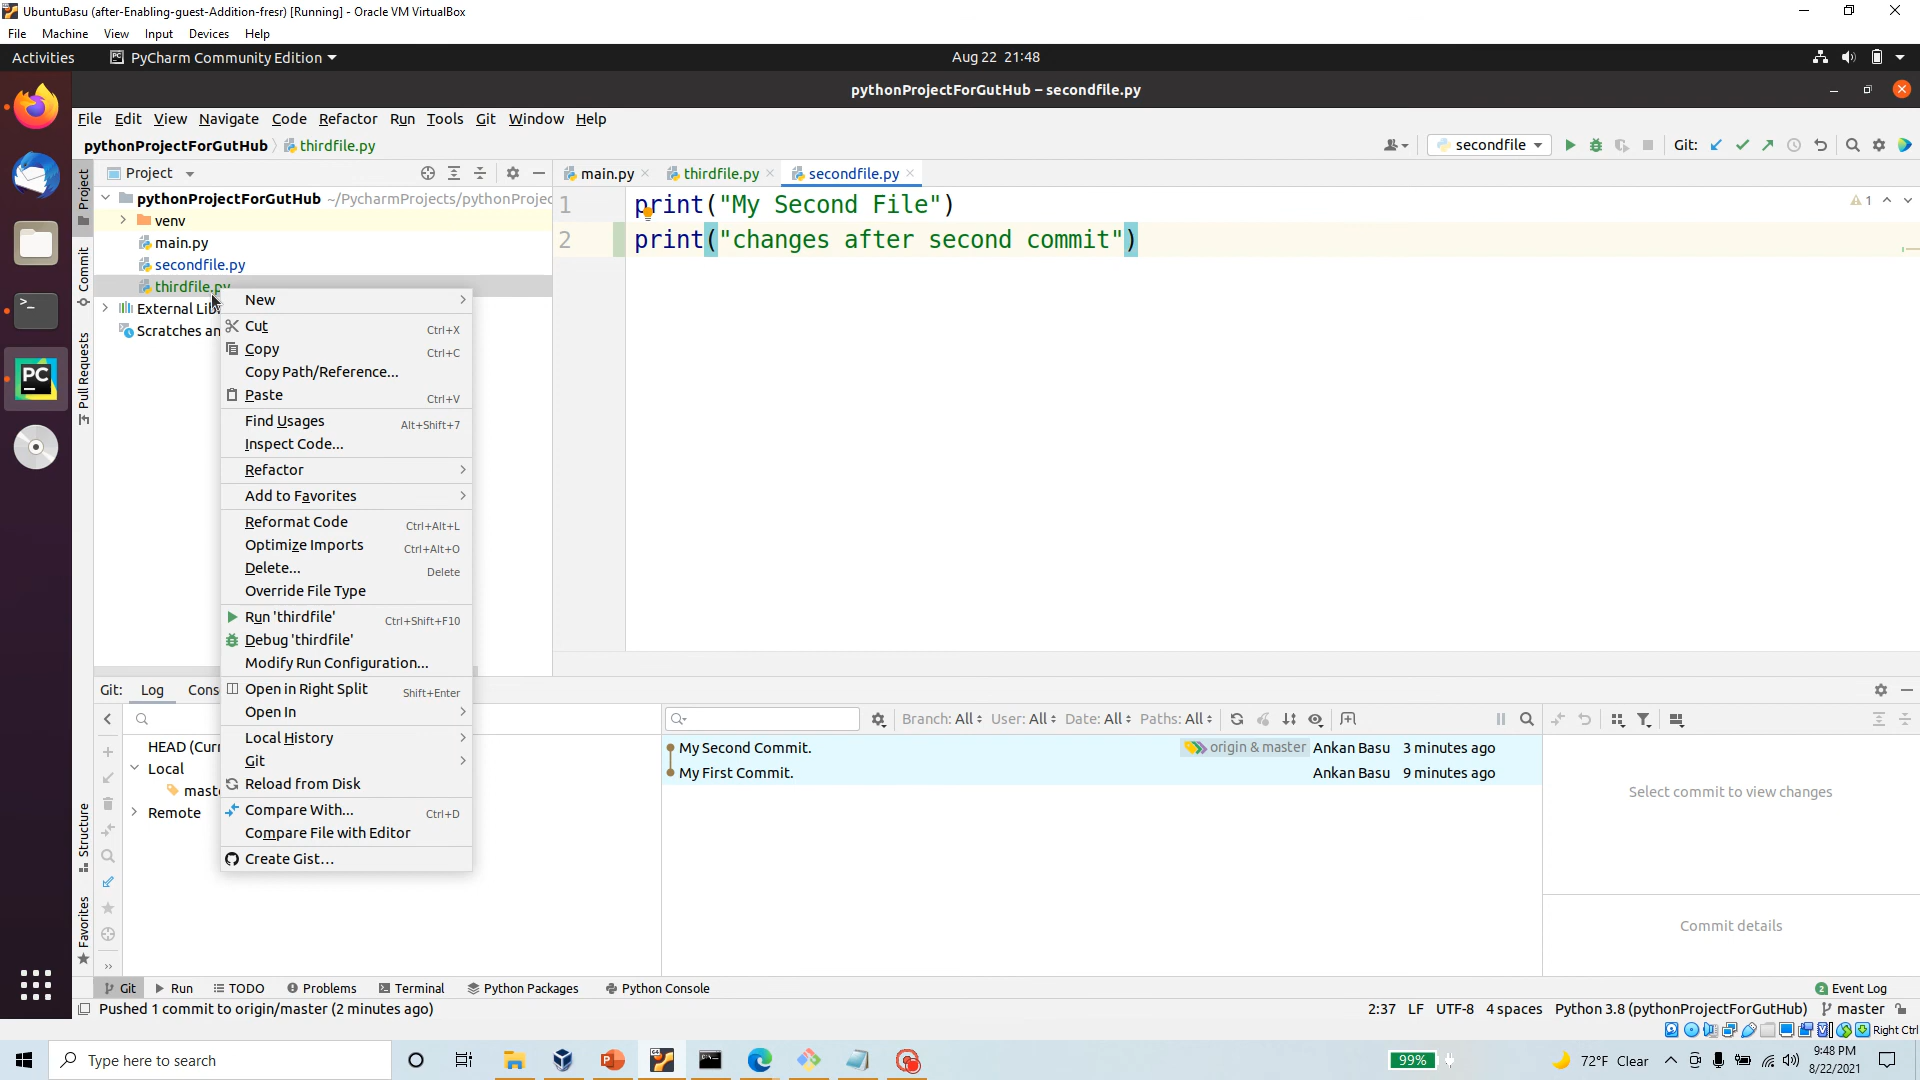 UbuntuBasu (after-Enabling-guest-Addition-fresr) [Running] - Oracle VM VirtualBox
File Machine View Input Devices Help
Activities PyCharm Community Edition Aug 22 21:48
pythonProjectForGutHub – secondfile.py
File Edit View Navigate Code Refactor Run Tools Git Window Help
pythonProjectForGutHub thirdfile.py secondfile Git:
Project main.py thirdfile.py secondfile.py
pythonProjectForGutHub ~/PycharmProjects/pythonProjec
venv
main.py
secondfile.py
thirdfile.py
External Lib
Scratches an
1 print("My Second File")
2 print("changes after second commit")
1
Project
Commit
Pull Requests
Structure
Favorites
New
Cut Ctrl+X
Copy Ctrl+C
Copy Path/Reference...
Paste Ctrl+V
Find Usages Alt+Shift+7
Inspect Code...
Refactor
Add to Favorites
Reformat Code Ctrl+Alt+L
Optimize Imports Ctrl+Alt+O
Delete... Delete
Override File Type
Run 'thirdfile' Ctrl+Shift+F10
Debug 'thirdfile'
Modify Run Configuration...
Open in Right Split Shift+Enter
Open In
Local History
Git
Reload from Disk
Compare With... Ctrl+D
Compare File with Editor
Create Gist...
Git: Log Cons
HEAD (Curr
Local
maste
Remote
Branch: All User: All Date: All Paths: All
My Second Commit. origin & master Ankan Basu 3 minutes ago
My First Commit. Ankan Basu 9 minutes ago
Select commit to view changes
Commit details
Git Run TODO Problems Terminal Python Packages Python Console 2 Event Log
Pushed 1 commit to origin/master (2 minutes ago) 2:37 LF UTF-8 4 spaces Python 3.8 (pythonProjectForGutHub) master
Right Ctrl
Type here to search 99% 72°F Clear 9:48 PM
8/22/2021